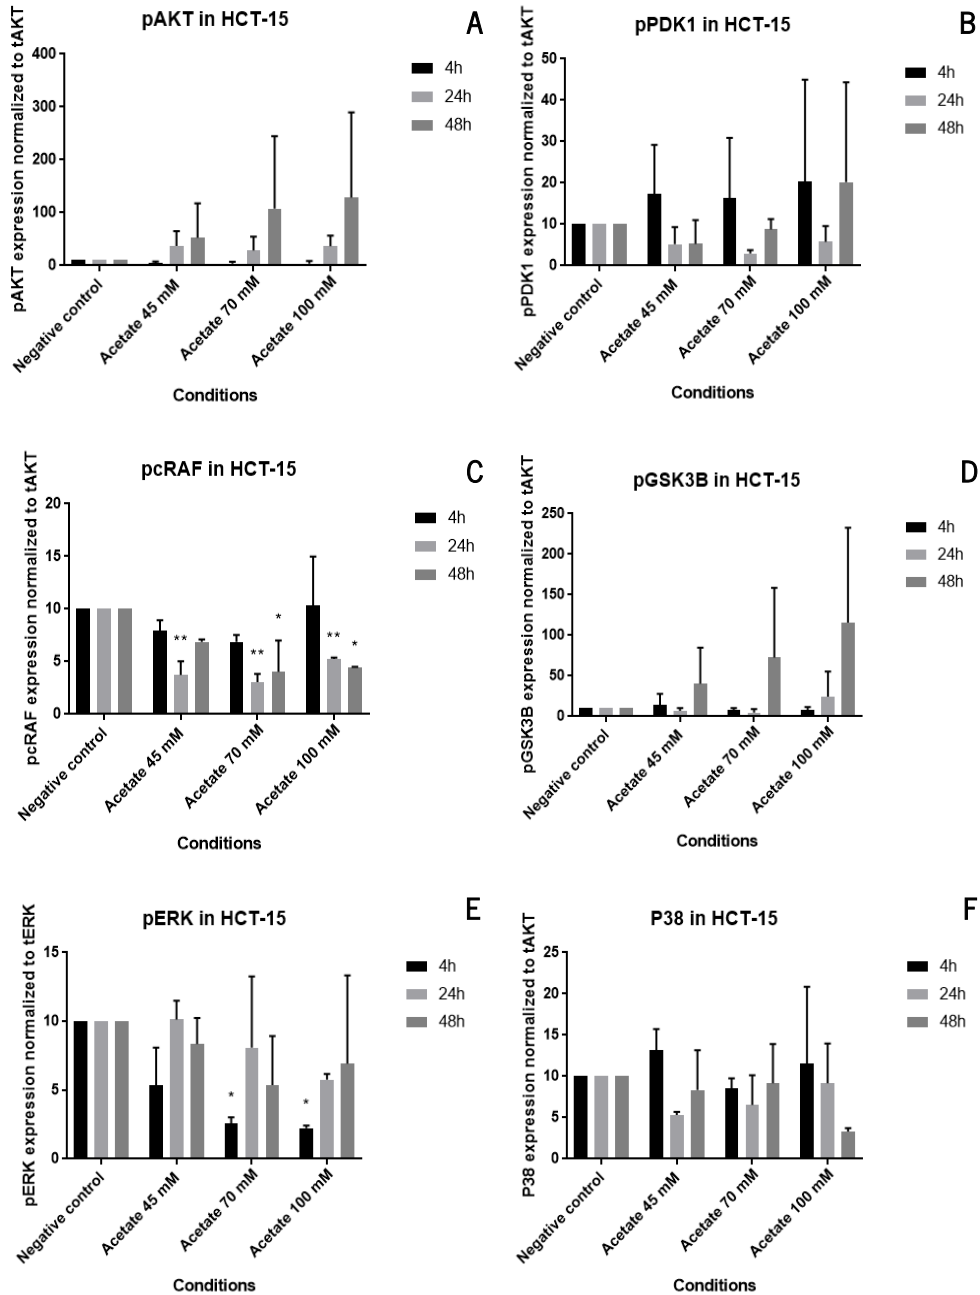 pAKT in HCT-15
A
pAKT expression normalized to tAKT
400
300
200
100
0
4h
24h
48h
Negative control
Acetate 45 mM
Acetate 70 mM
Acetate 100 mM
Conditions
pPDK1 in HCT-15
B
pPDK1 expression normalized to tAKT
50
40
30
20
10
0
4h
24h
48h
Negative control
Acetate 45 mM
Acetate 70 mM
Acetate 100 mM
Conditions
pcRAF in HCT-15
C
pcRAF expression normalized to tAKT
20
15
10
5
0
**
**
*
**
*
4h
24h
48h
Negative control
Acetate 45 mM
Acetate 70 mM
Acetate 100 mM
Conditions
pGSK3B in HCT-15
D
pGSK3B expression normalized to tAKT
250
200
150
100
50
0
4h
24h
48h
Negative control
Acetate 45 mM
Acetate 70 mM
Acetate 100 mM
Conditions
pERK in HCT-15
E
pERK expression normalized to tERK
15
10
5
0
*
*
4h
24h
48h
Negative control
Acetate 45 mM
Acetate 70 mM
Acetate 100 mM
Conditions
P38 in HCT-15
F
P38 expression normalized to tAKT
25
20
15
10
5
0
4h
24h
48h
Negative control
Acetate 45 mM
Acetate 70 mM
Acetate 100 mM
Conditions